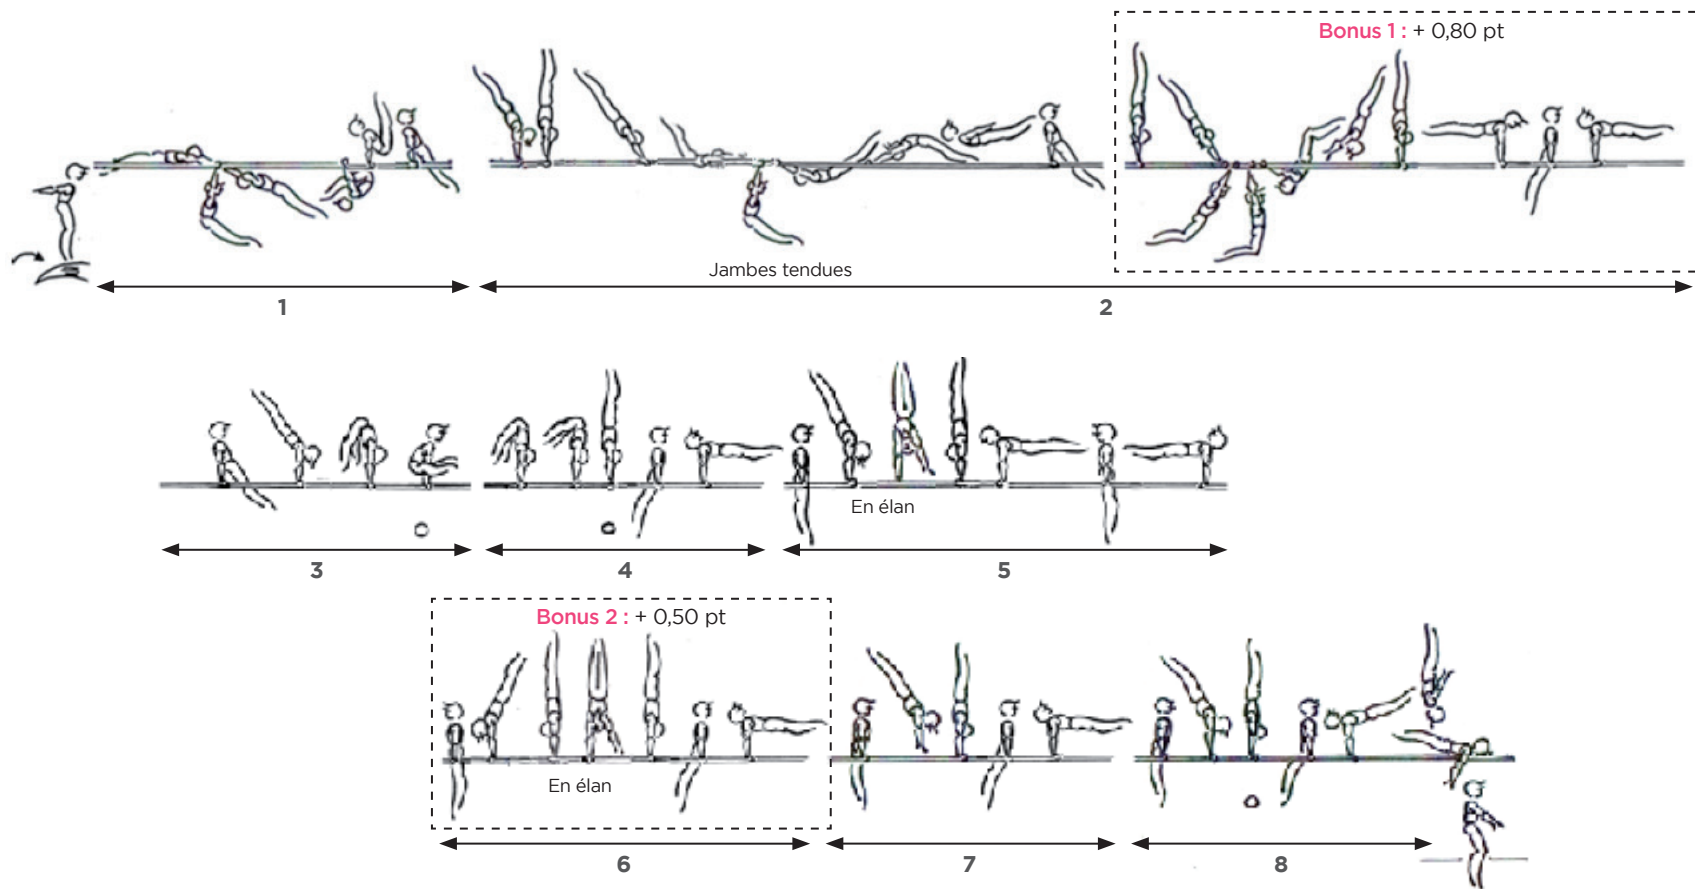 Bonus 1 : + 0,80 pt
Jambes tendues
1
2
En élan
3
4
5
Bonus 2 : + 0,50 pt
En élan
6
7
8